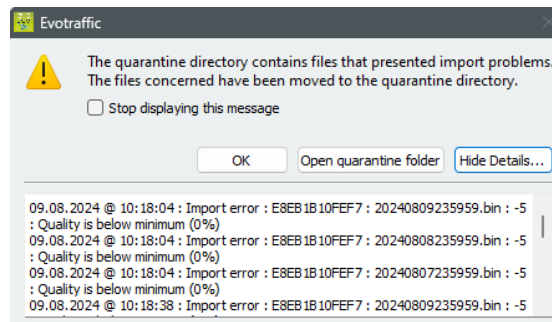 Evotraffic
The quarantine directory contains files that presented import problems.
The files concerned have been moved to the quarantine directory.
Stop displaying this message
OK
Open quarantine folder
Hide Details...
09.08.2024 @ 10:18:04 : Import error : E8EB1B10FEF7 : 20240809235959.bin : -5
: Quality is below minimum (0%)
09.08.2024 @ 10:18:04 : Import error : E8EB1B10FEF7 : 20240808235959.bin : -5
: Quality is below minimum (0%)
09.08.2024 @ 10:18:04 : Import error : E8EB1B10FEF7 : 20240807235959.bin : -5
: Quality is below minimum (0%)
09.08.2024 @ 10:18:38 : Import error : E8EB1B10FEF7 : 20240809235959.bin : -5